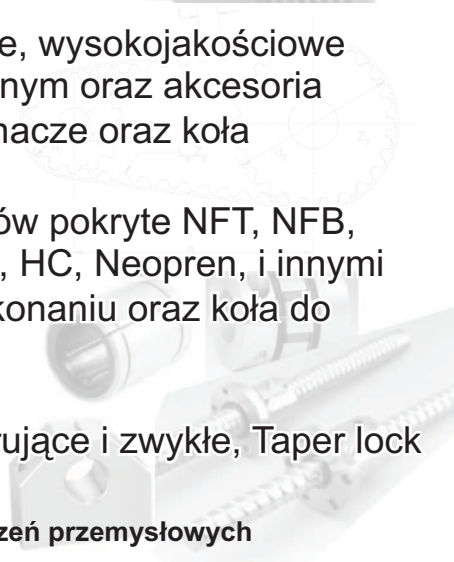 e, wysokojakościowe
nym oraz akcesoria
nacze oraz koła
ów pokryte NFT, NFB,
, HC, Neopren, i innymi
konaniu oraz koła do
rujące i zwykłe, Taper lock
zeń przemysłowych